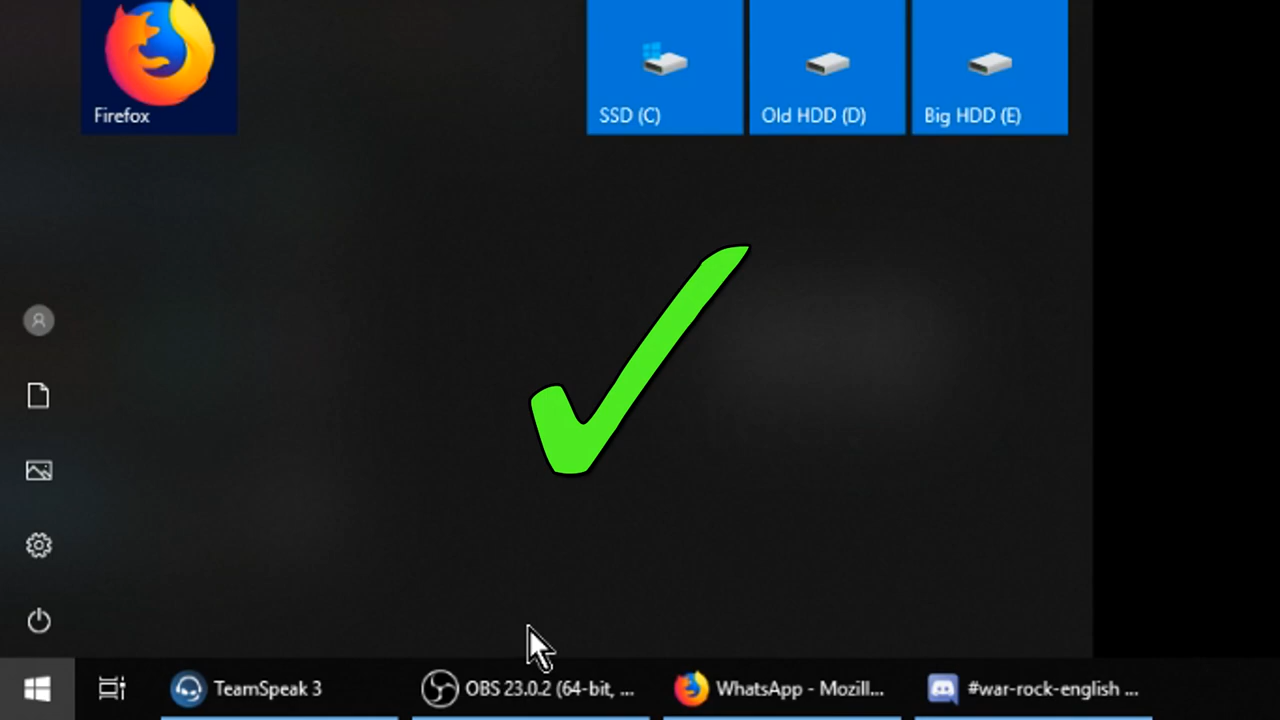 Firefox
SSD (C)
Old HDD (D)
Big HDD (E)
TeamSpeak 3
OBS 23.0.2 (64-bit, ...
WhatsApp - Mozill...
#war-rock-english ...